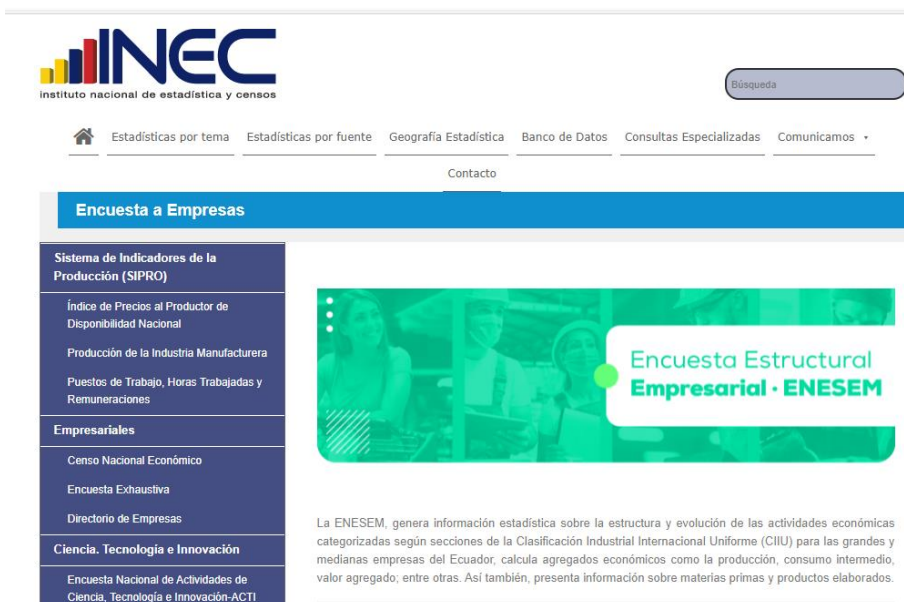 INEC
instituto nacional de estadística y censos
Búsqueda
Estadísticas por tema
Estadísticas por fuente
Geografía Estadística
Banco de Datos
Consultas Especializadas
Comunicamos
Contacto
Encuesta a Empresas
Sistema de Indicadores de la
Producción (SIPRO)
Índice de Precios al Productor de
Disponibilidad Nacional
Producción de la Industria Manufacturera
Puestos de Trabajo, Horas Trabajadas y
Remuneraciones
Empresariales
Censo Nacional Económico
Encuesta Exhaustiva
Directorio de Empresas
Ciencia. Tecnología e Innovación
Encuesta Nacional de Actividades de
Ciencia, Tecnología e Innovación-ACTI
Encuesta Estructural
Empresarial · ENESEM
La ENESEM, genera información estadística sobre la estructura y evolución de las actividades económicas
categorizadas según secciones de la Clasificación Industrial Internacional Uniforme (CIIU) para las grandes y
medianas empresas del Ecuador, calcula agregados económicos como la producción, consumo intermedio,
valor agregado; entre otras. Así también, presenta información sobre materias primas y productos elaborados.